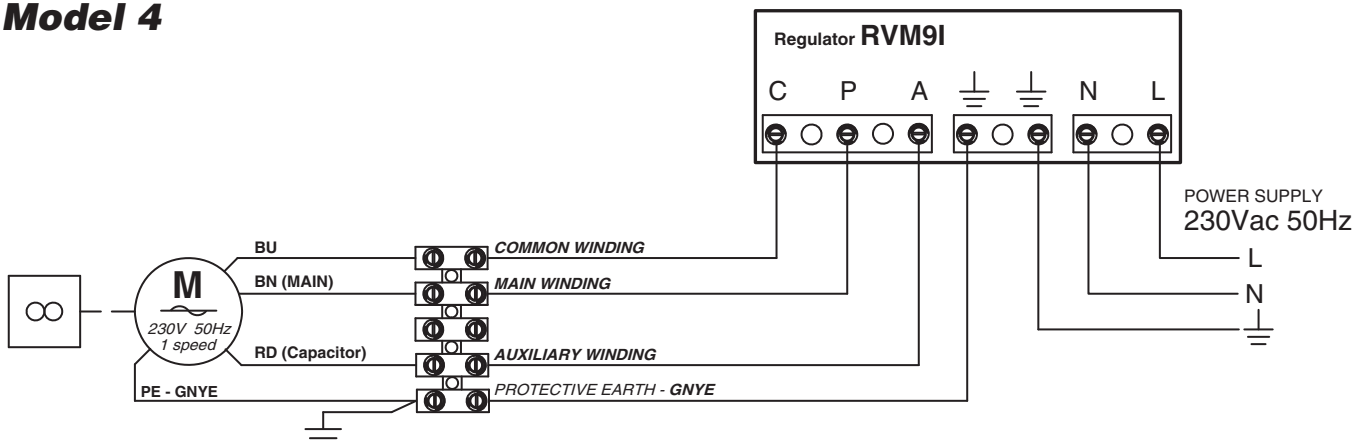 Model 4
Regulator RVM9I
C P A N L
POWER SUPPLY
230Vac 50Hz
L
N
BU COMMON WINDING
BN (MAIN) MAIN WINDING
M
230V 50Hz
1 speed
RD (Capacitor) AUXILIARY WINDING
PE - GNYE PROTECTIVE EARTH - GNYE